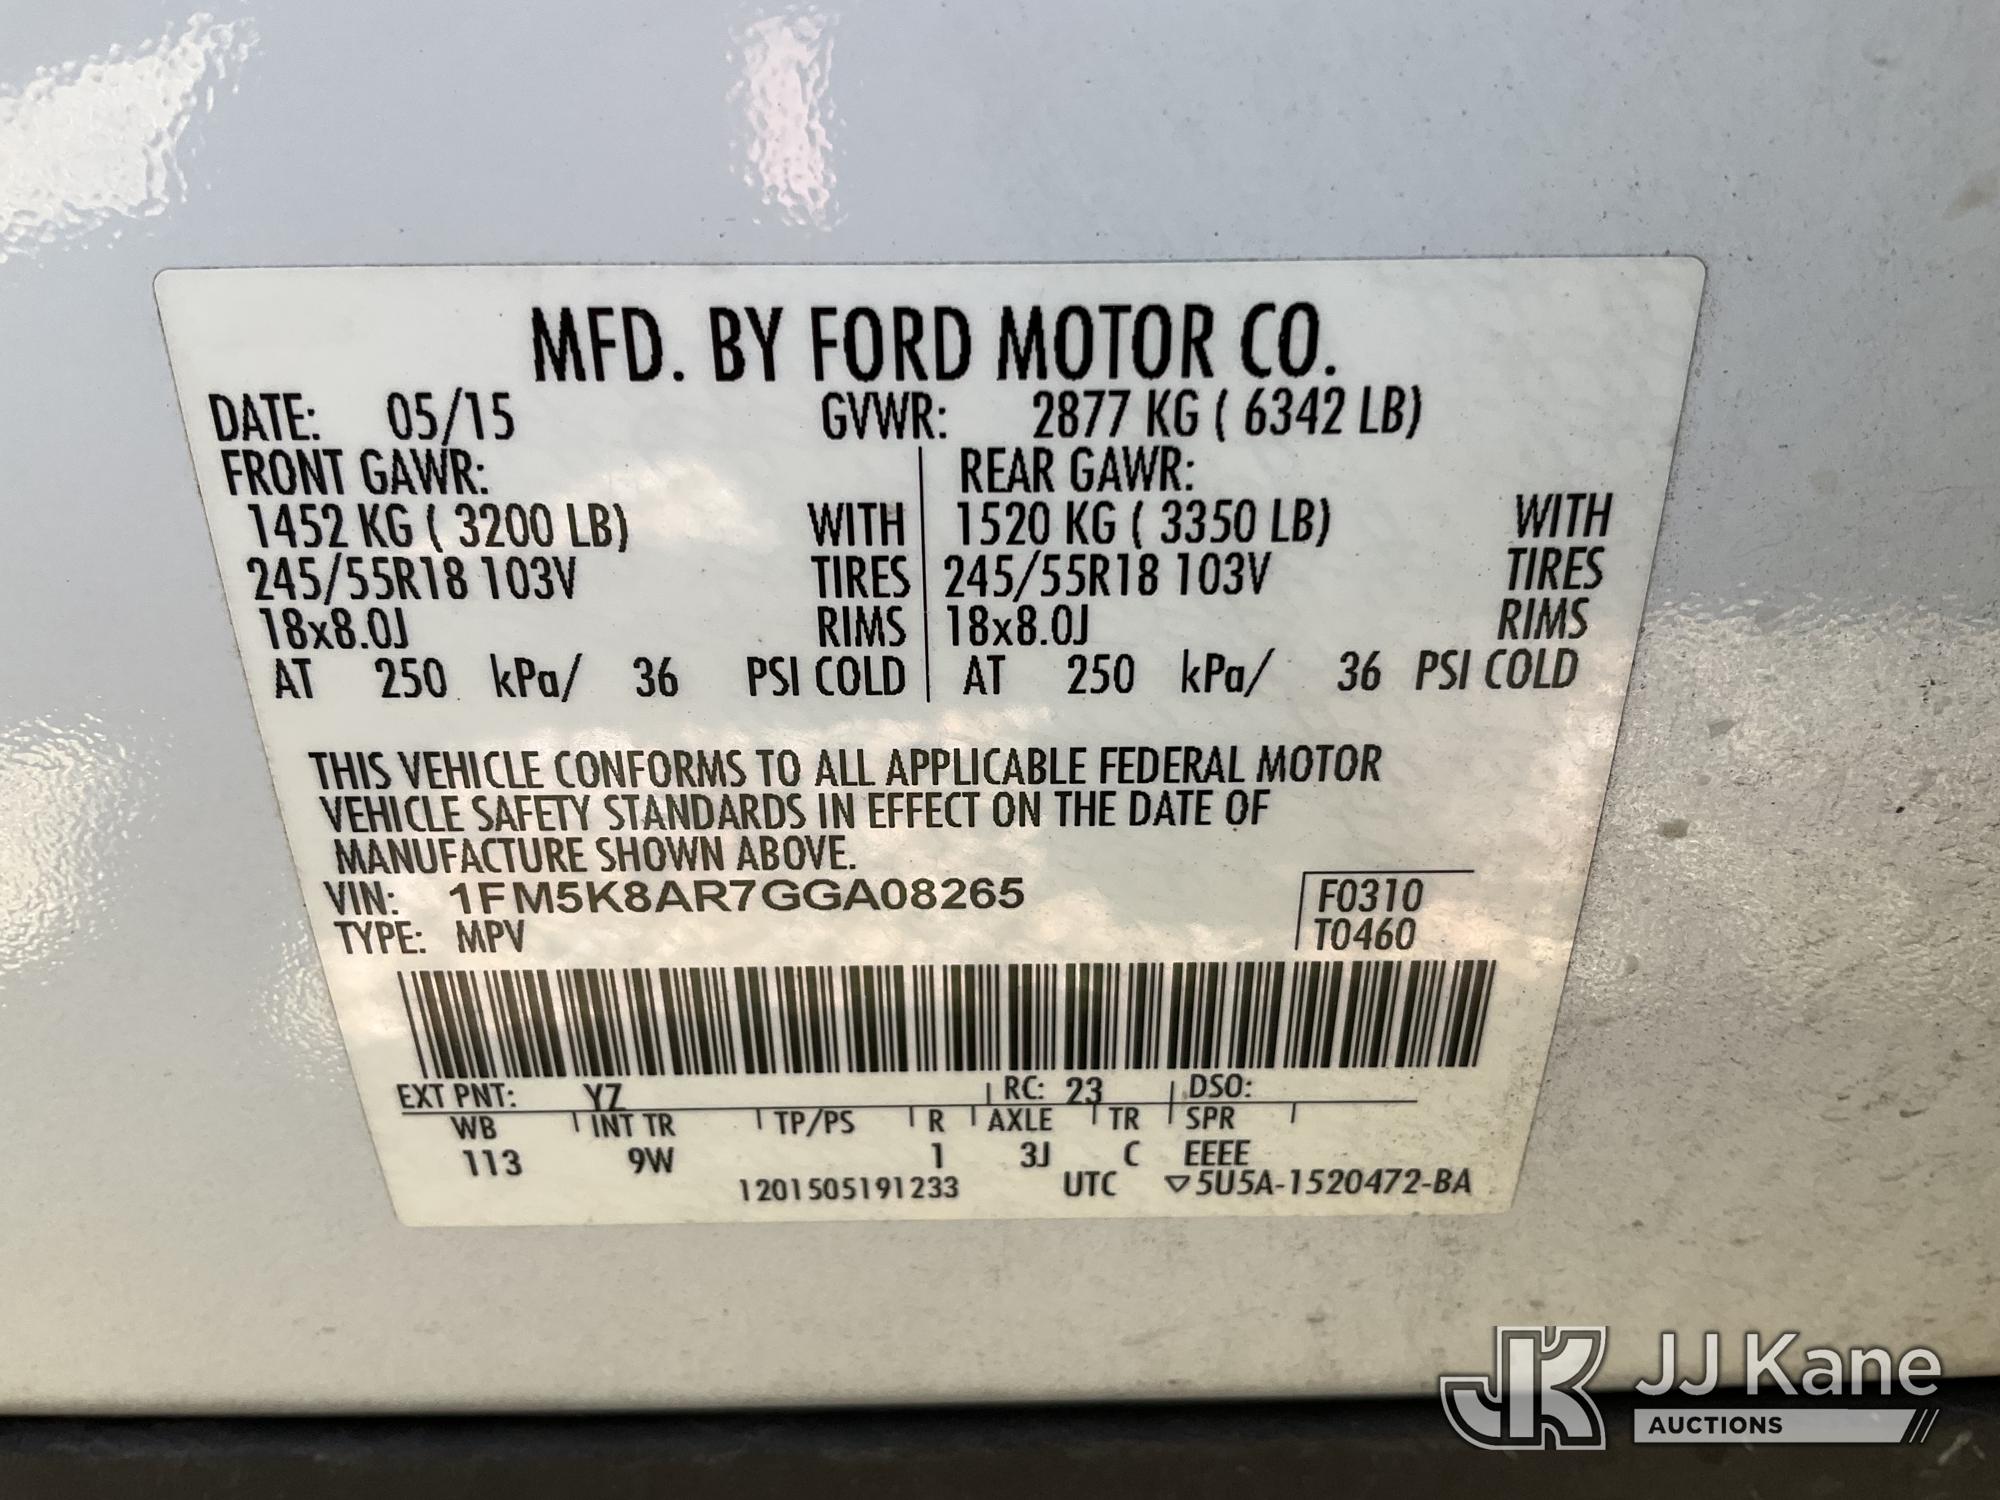 MFD. BY FORD MOTOR CO.
DATE: 05/15 GVWR: 2877 KG ( 6342 LB)
FRONT GAWR: REAR GAWR:
1452 KG ( 3200 LB) WITH 1520 KG ( 3350 LB) WITH
245/55R18 103V TIRES 245/55R18 103V TIRES
18x8.0J RIMS 18x8.0J RIMS
AT 250 kPa/ 36 PSI COLD AT 250 kPa/ 36 PSI COLD
THIS VEHICLE CONFORMS TO ALL APPLICABLE FEDERAL MOTOR
VEHICLE SAFETY STANDARDS IN EFFECT ON THE DATE OF
MANUFACTURE SHOWN ABOVE.
VIN: 1FM5K8AR7GGA08265 F0310
TYPE: MPV T0460
EXT PNT: YZ RC: 23 DSO:
WB INT TR TP/PS R AXLE TR SPR
113 9W 1 3J C EEEE
1201505191233 UTC ▽5U5A-1520472-BA
JK JJ Kane
AUCTIONS